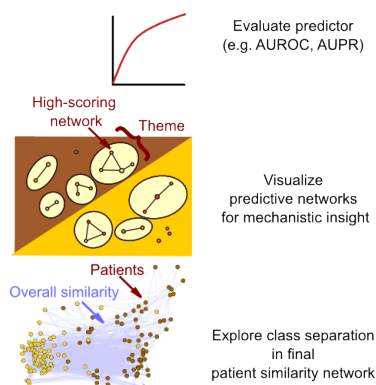 Evaluate predictor
(e.g. AUROC, AUPR)
High-scoring
network
Theme
Visualize
predictive networks
for mechanistic insight
Patients
Overall similarity
Explore class separation
in final
patient similarity network